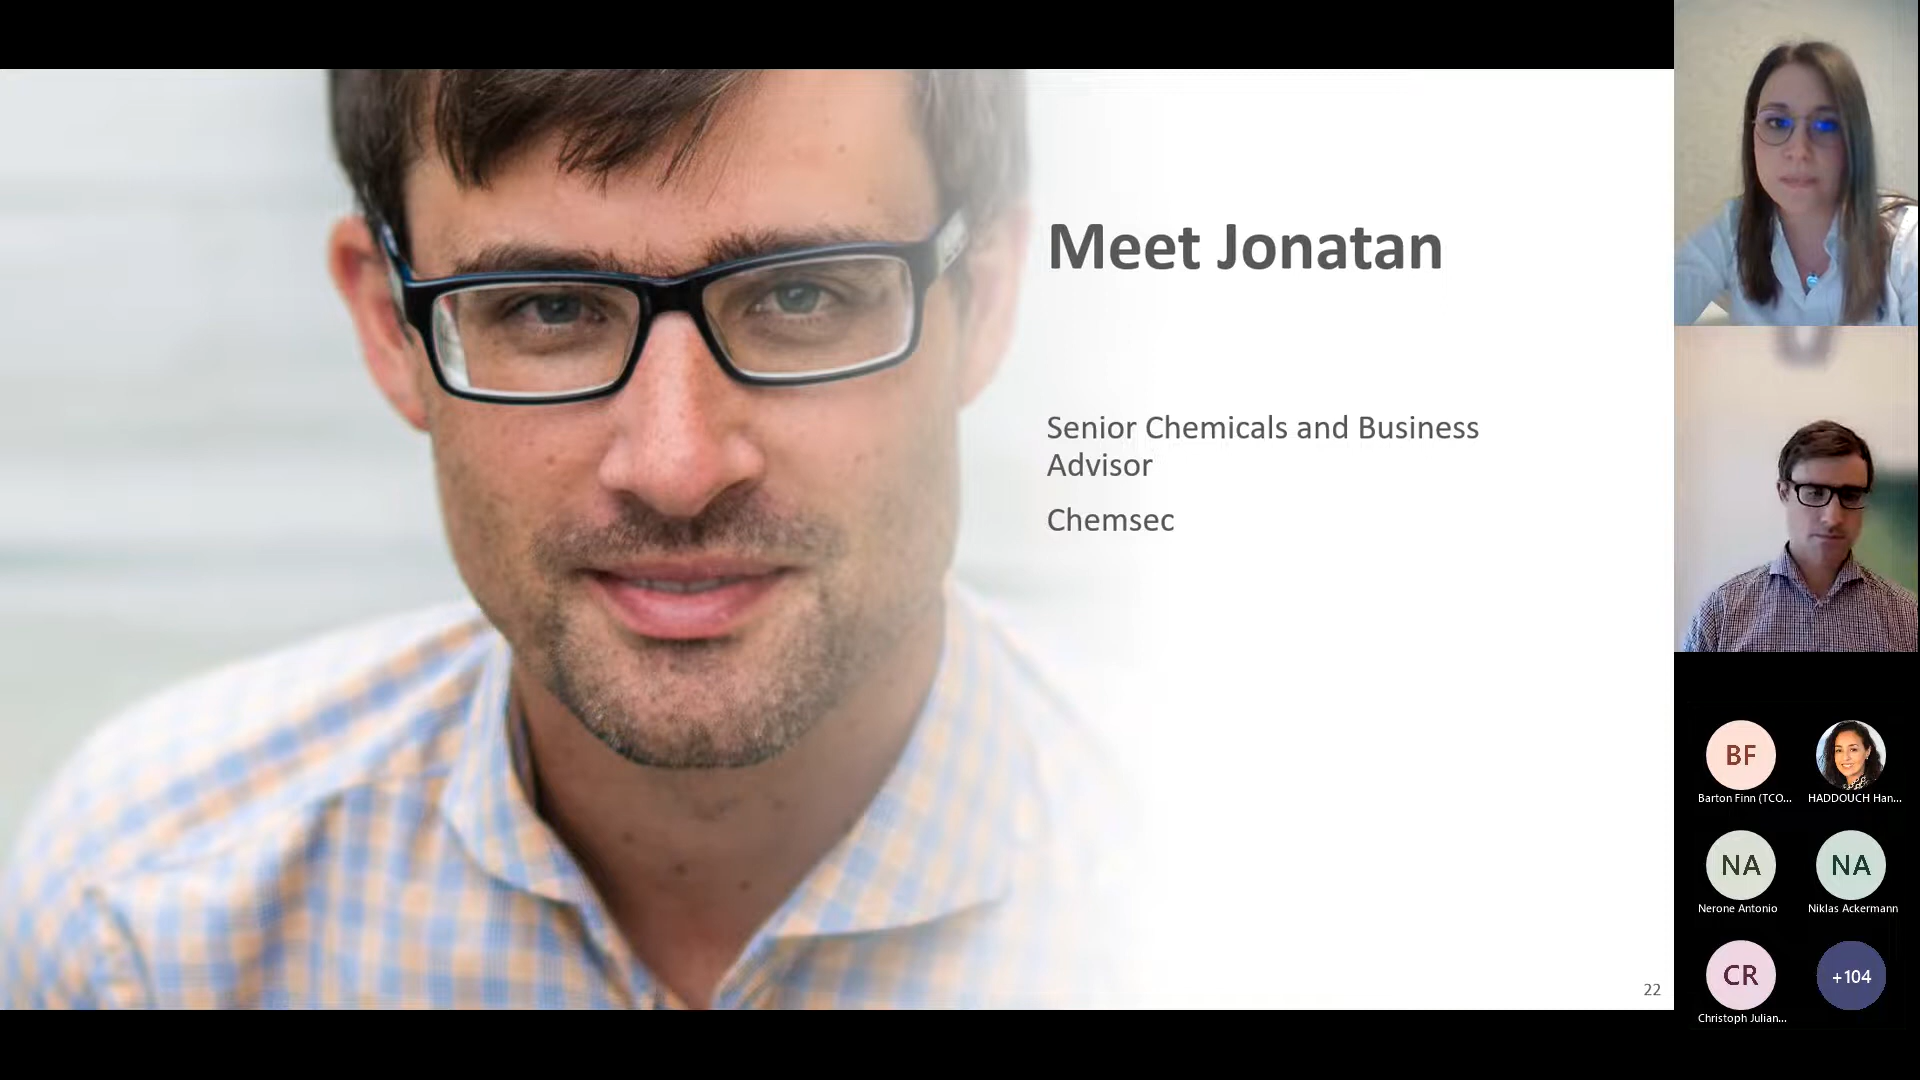 Meet Jonatan
Senior Chemicals and Business
Advisor
Chemsec
22
BF
Barton Finn (TCO...
HADDOUCH Han...
NA
Nerone Antonio
NA
Niklas Ackermann
CR
Christoph Julian...
+104